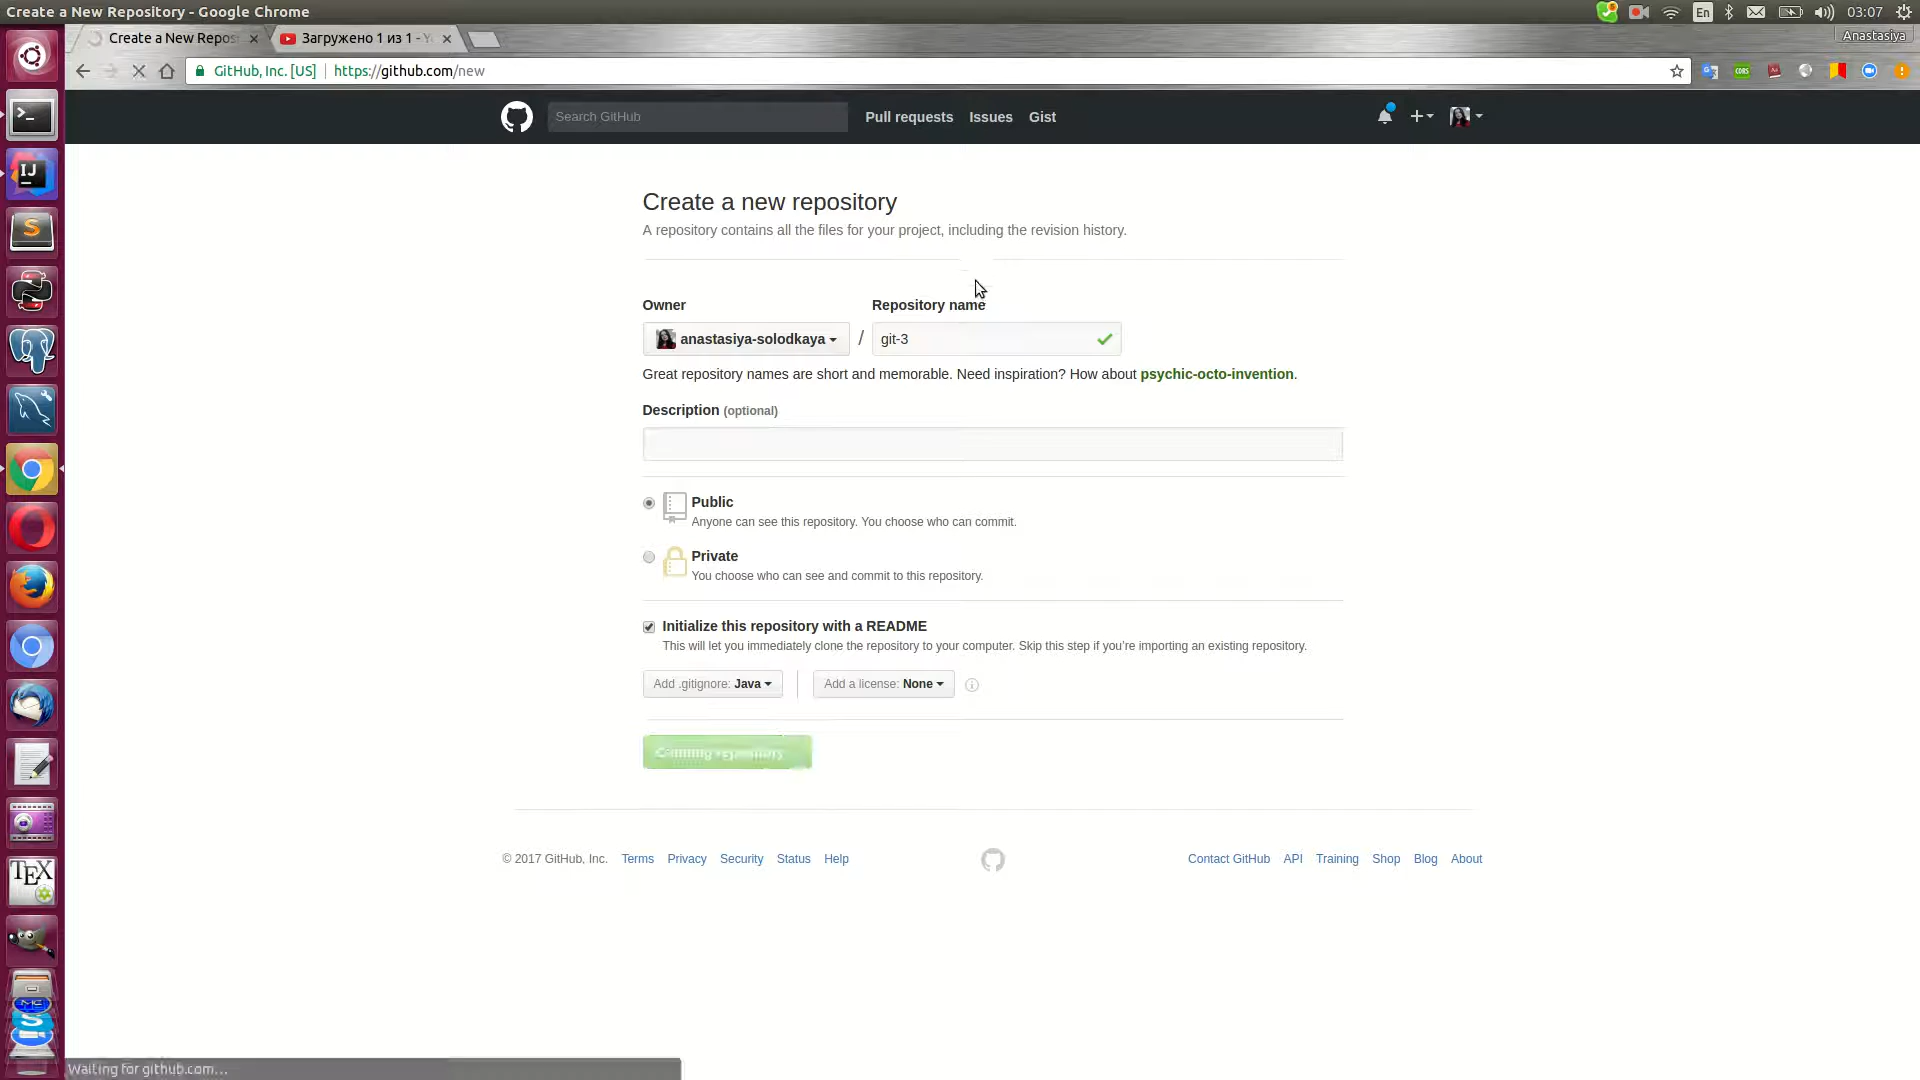 Create a New Repository - Google Chrome
En
03:07
Create a New Repos
Загружено 1 из 1 - Y
Anastasiya
GitHub, Inc. [US]
https://github.com/new
Search GitHub
Pull requests
Issues
Gist
Create a new repository
A repository contains all the files for your project, including the revision history.
Owner
Repository name
anastasiya-solodkaya
/
git-3
Great repository names are short and memorable. Need inspiration? How about psychic-octo-invention.
Description (optional)
Public
Anyone can see this repository. You choose who can commit.
Private
You choose who can see and commit to this repository.
Initialize this repository with a README
This will let you immediately clone the repository to your computer. Skip this step if you’re importing an existing repository.
Add .gitignore: Java
Add a license: None
© 2017 GitHub, Inc.
Terms
Privacy
Security
Status
Help
Contact GitHub
API
Training
Shop
Blog
About
Waiting for github.com...
IJ
S
CORS
TEX